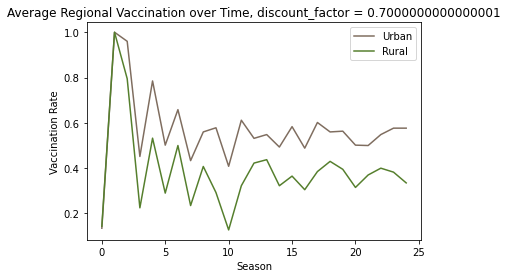 Average Regional Vaccination over Time, discount_factor = 0.7000000000000001
Urban
Rural
Vaccination Rate
1.0
0.8
0.6
0.4
0.2
0
5
10
15
20
25
Season